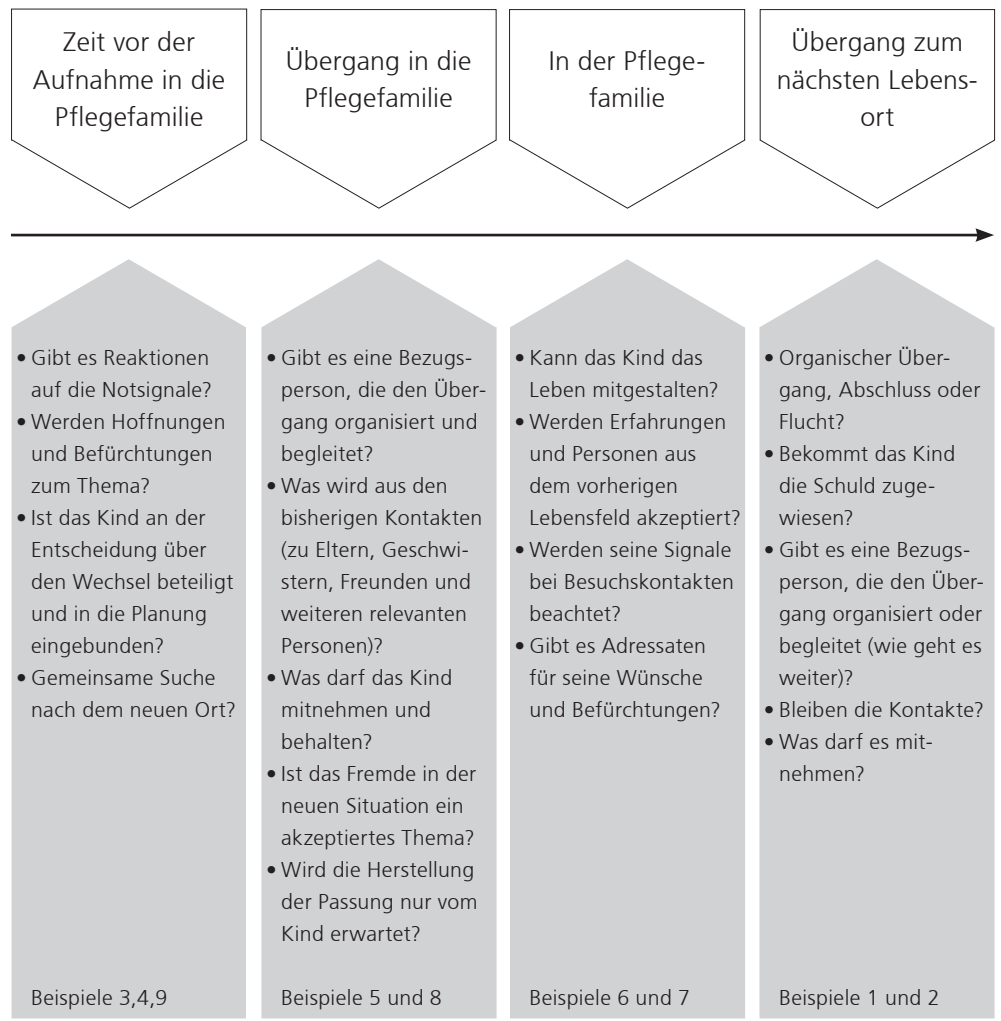 Zeit vor der
Aufnahme in die
Pflegefamilie
Übergang in die
Pflegefamilie
In der Pflege-
familie
Übergang zum
nächsten Lebens-
ort
• Gibt es Reaktionen
auf die Notsignale?
• Werden Hoffnungen
und Befürchtungen
zum Thema?
• Ist das Kind an der
Entscheidung über
den Wechsel beteiligt
und in die Planung
eingebunden?
• Gemeinsame Suche
nach dem neuen Ort?
Beispiele 3,4,9
• Gibt es eine Bezugs-
person, die den Über-
gang organisiert und
begleitet?
• Was wird aus den
bisherigen Kontakten
(zu Eltern, Geschwi-
stern, Freunden und
weiteren relevanten
Personen)?
• Was darf das Kind
mitnehmen und
behalten?
• Ist das Fremde in der
neuen Situation ein
akzeptiertes Thema?
• Wird die Herstellung
der Passung nur vom
Kind erwartet?
Beispiele 5 und 8
• Kann das Kind das
Leben mitgestalten?
• Werden Erfahrungen
und Personen aus
dem vorherigen
Lebensfeld akzeptiert?
• Werden seine Signale
bei Besuchskontakten
beachtet?
• Gibt es Adressaten
für seine Wünsche
und Befürchtungen?
Beispiele 6 und 7
• Organischer Über-
gang, Abschluss oder
Flucht?
• Bekommt das Kind
die Schuld zuge-
wiesen?
• Gibt es eine Bezugs-
person, die den Über-
gang organisiert oder
begleitet (wie geht es
weiter)?
• Bleiben die Kontakte?
• Was darf es mit-
nehmen?
Beispiele 1 und 2